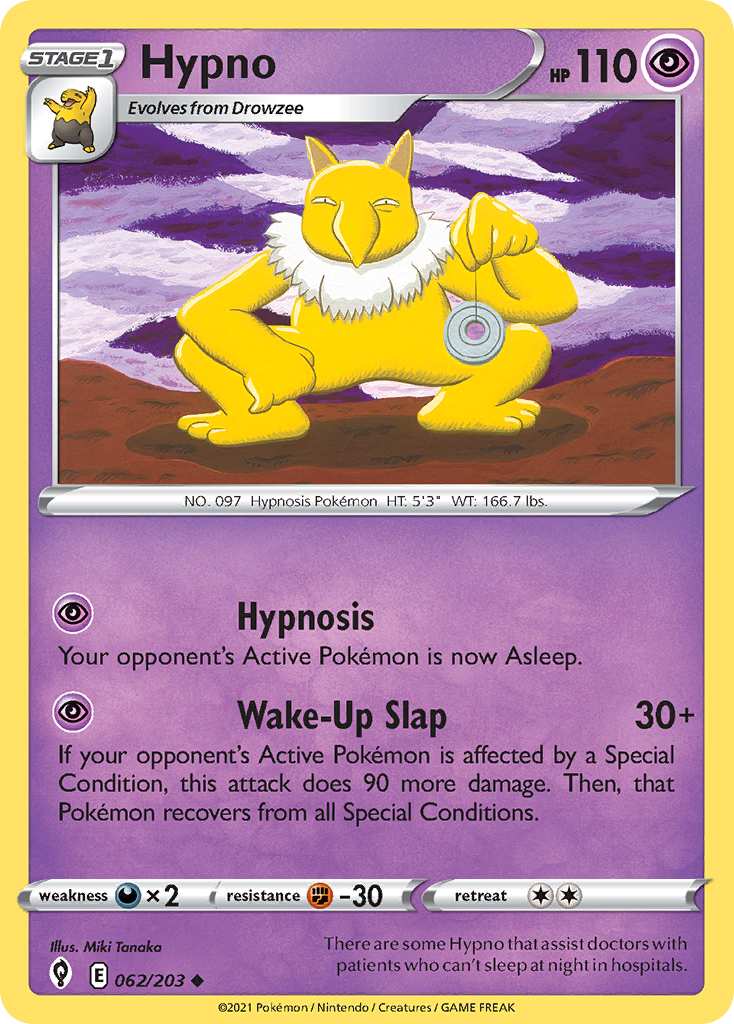 STAGE1
Hypno
HP 110
Evolves from Drowzee
NO. 097 Hypnosis Pokémon HT: 5'3" WT: 166.7 lbs.
Hypnosis
Your opponent's Active Pokémon is now Asleep.
Wake-Up Slap 30+
If your opponent's Active Pokémon is affected by a Special
Condition, this attack does 90 more damage. Then, that
Pokémon recovers from all Special Conditions.
weakness ×2 resistance -30 retreat
Illus. Miki Tanaka
There are some Hypno that assist doctors with
patients who can't sleep at night in hospitals.
E 062/203
©2021 Pokémon / Nintendo / Creatures / GAME FREAK